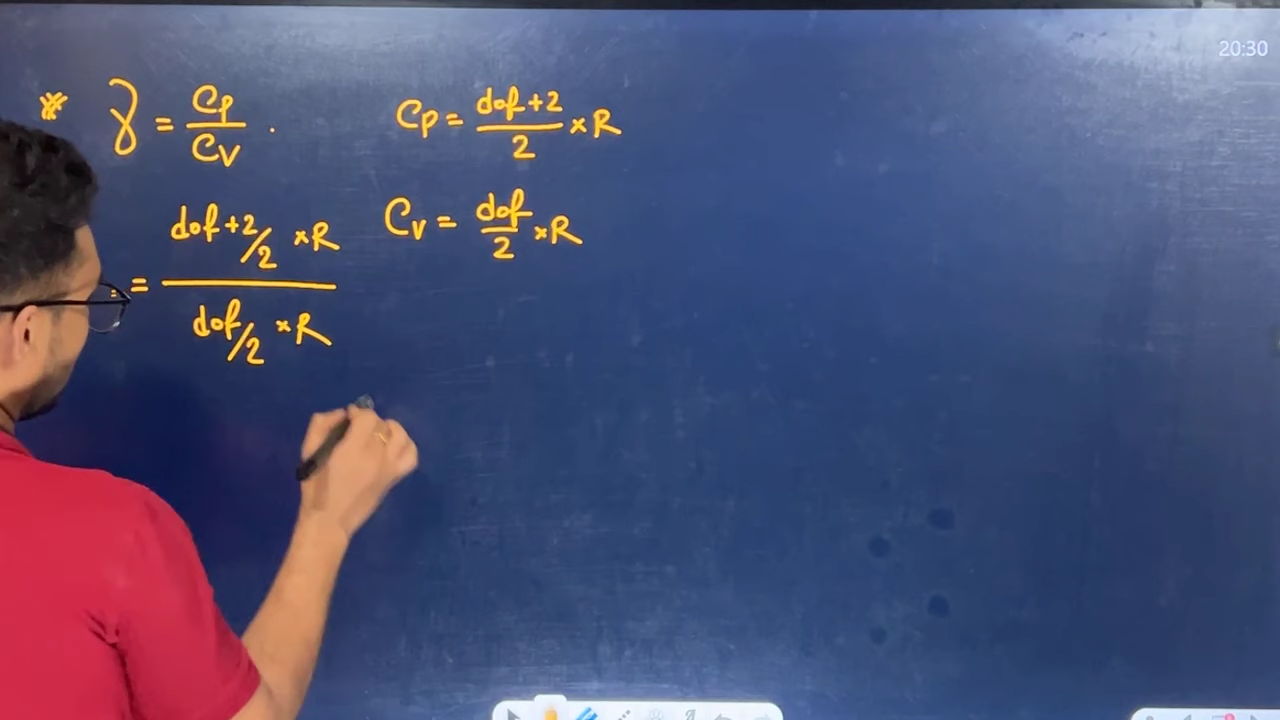 20:30
* γ = Cp/Cv .
Cp = dof+2/2 × R
Cv = dof/2 × R
= dof+2/2 × R
dof/2 × R